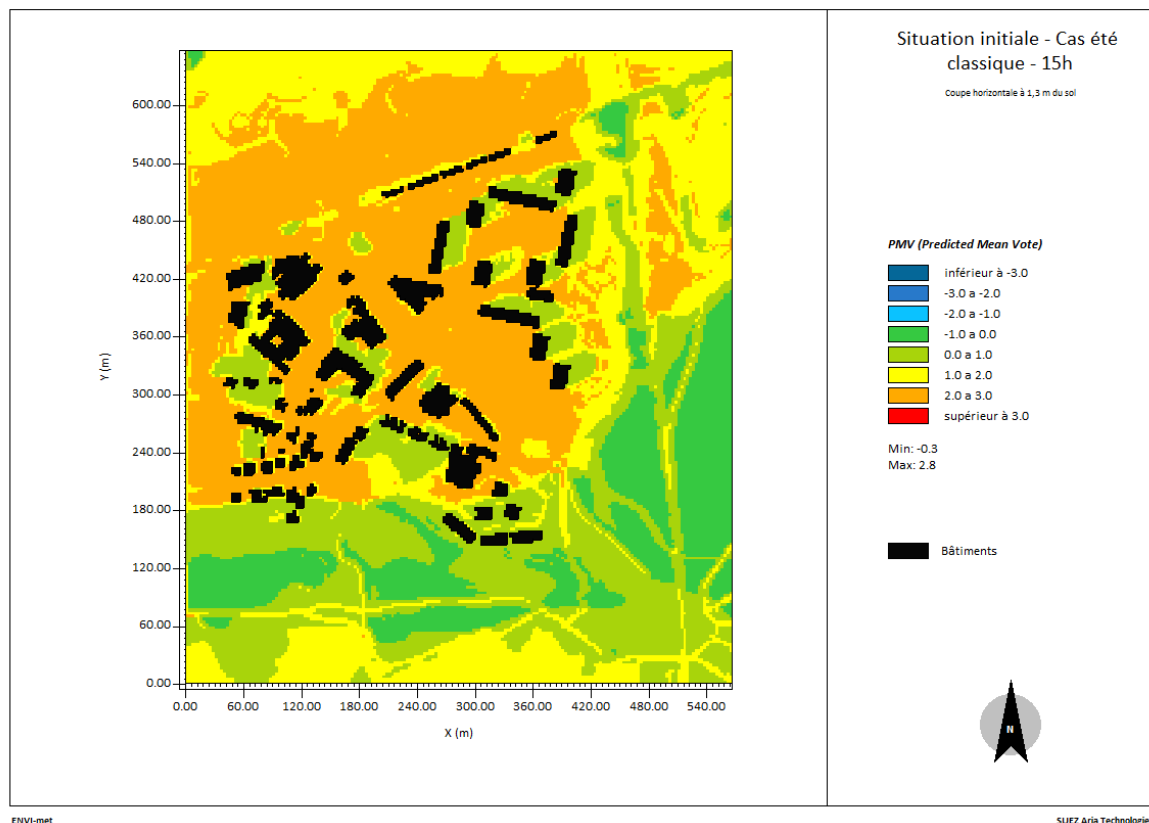 Situation initiale - Cas été
classique - 15h
Coupe horizontale à 1,3 m du sol
600.00
540.00
480.00
420.00
360.00
300.00
240.00
180.00
120.00
60.00
0.00
Y (m)
0.00 60.00 120.00 180.00 240.00 300.00 360.00 420.00 480.00 540.00
X (m)
PMV (Predicted Mean Vote)
inférieur à -3.0
-3.0 a -2.0
-2.0 a -1.0
-1.0 a 0.0
0.0 a 1.0
1.0 a 2.0
2.0 a 3.0
supérieur à 3.0
Min: -0.3
Max: 2.8
Bâtiments
N
ENVI-met
SUEZ Aria Technologie